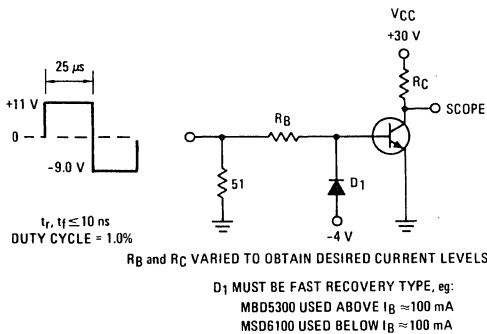 VCC
+30 V
25 μs
RC
+11 V
SCOPE
RB
0
51
D1
-9.0 V
-4 V
tr, tf ≤ 10 ns
DUTY CYCLE = 1.0%
RB and RC VARIED TO OBTAIN DESIRED CURRENT LEVELS
D1 MUST BE FAST RECOVERY TYPE, eg:
MBD5300 USED ABOVE IB ≈100 mA
MSD6100 USED BELOW IB ≈100 mA